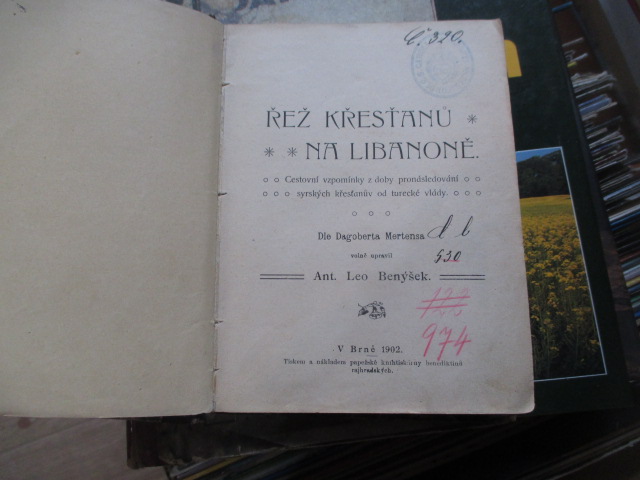 Č. 320.
ŘEŽ KŘESŤANŮ *
* * NA LIBANONĚ.
○ ○ Cestovní vzpomínky z doby pronásledování ○ ○
○ ○ ○ syrských křesťanův od turecké vlády. ○ ○ ○
○ ○ ○
Dle Dagoberta Mertensa
volně upravil
530
Ant. Leo Benýšek.
122
974
V Brně 1902.
Tiskem a nákladem papežské knihtiskárny benediktinů
rajhradských.